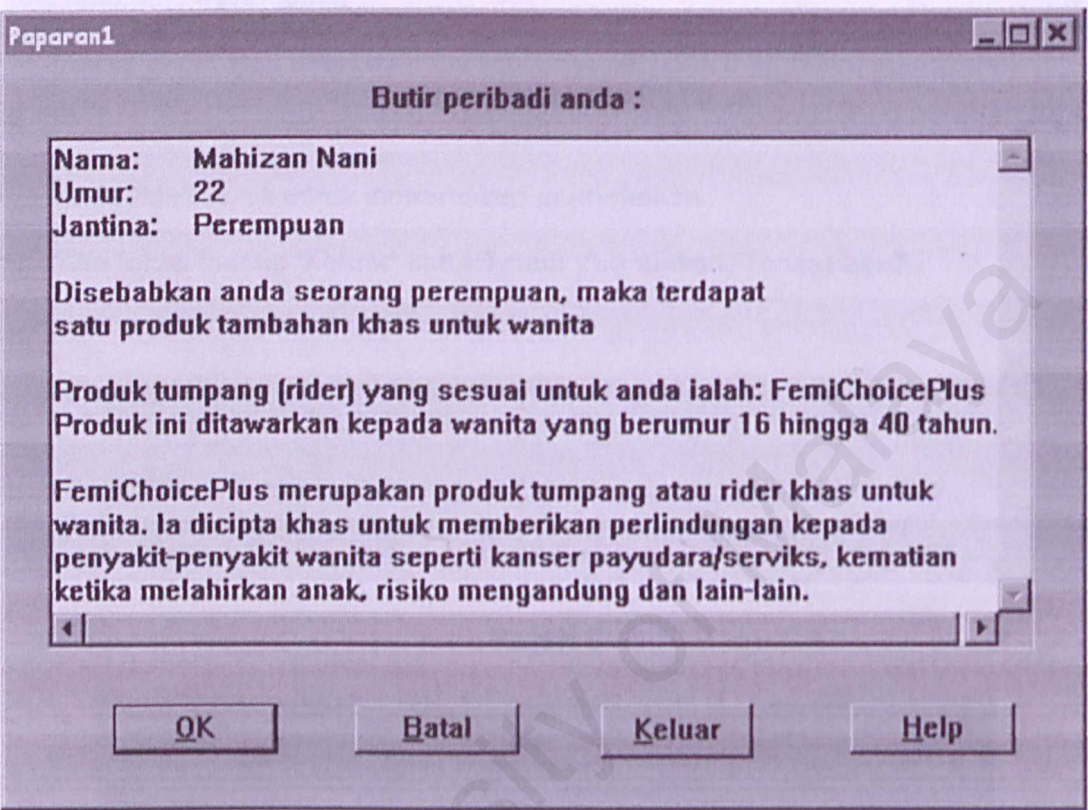 Paparan1
Butir peribadi anda :
Nama: Mahizan Nani
Umur: 22
Jantina: Perempuan
Disebabkan anda seorang perempuan, maka terdapat
satu produk tambahan khas untuk wanita
Produk tumpang (rider) yang sesuai untuk anda ialah: FemiChoicePlus
Produk ini ditawarkan kepada wanita yang berumur 16 hingga 40 tahun.
FemiChoicePlus merupakan produk tumpang atau rider khas untuk
wanita. Ia dicipta khas untuk memberikan perlindungan kepada
penyakit-penyakit wanita seperti kanser payudara/serviks, kematian
ketika melahirkan anak, risiko mengandung dan lain-lain.
OK Batal Keluar Help
of Malaya